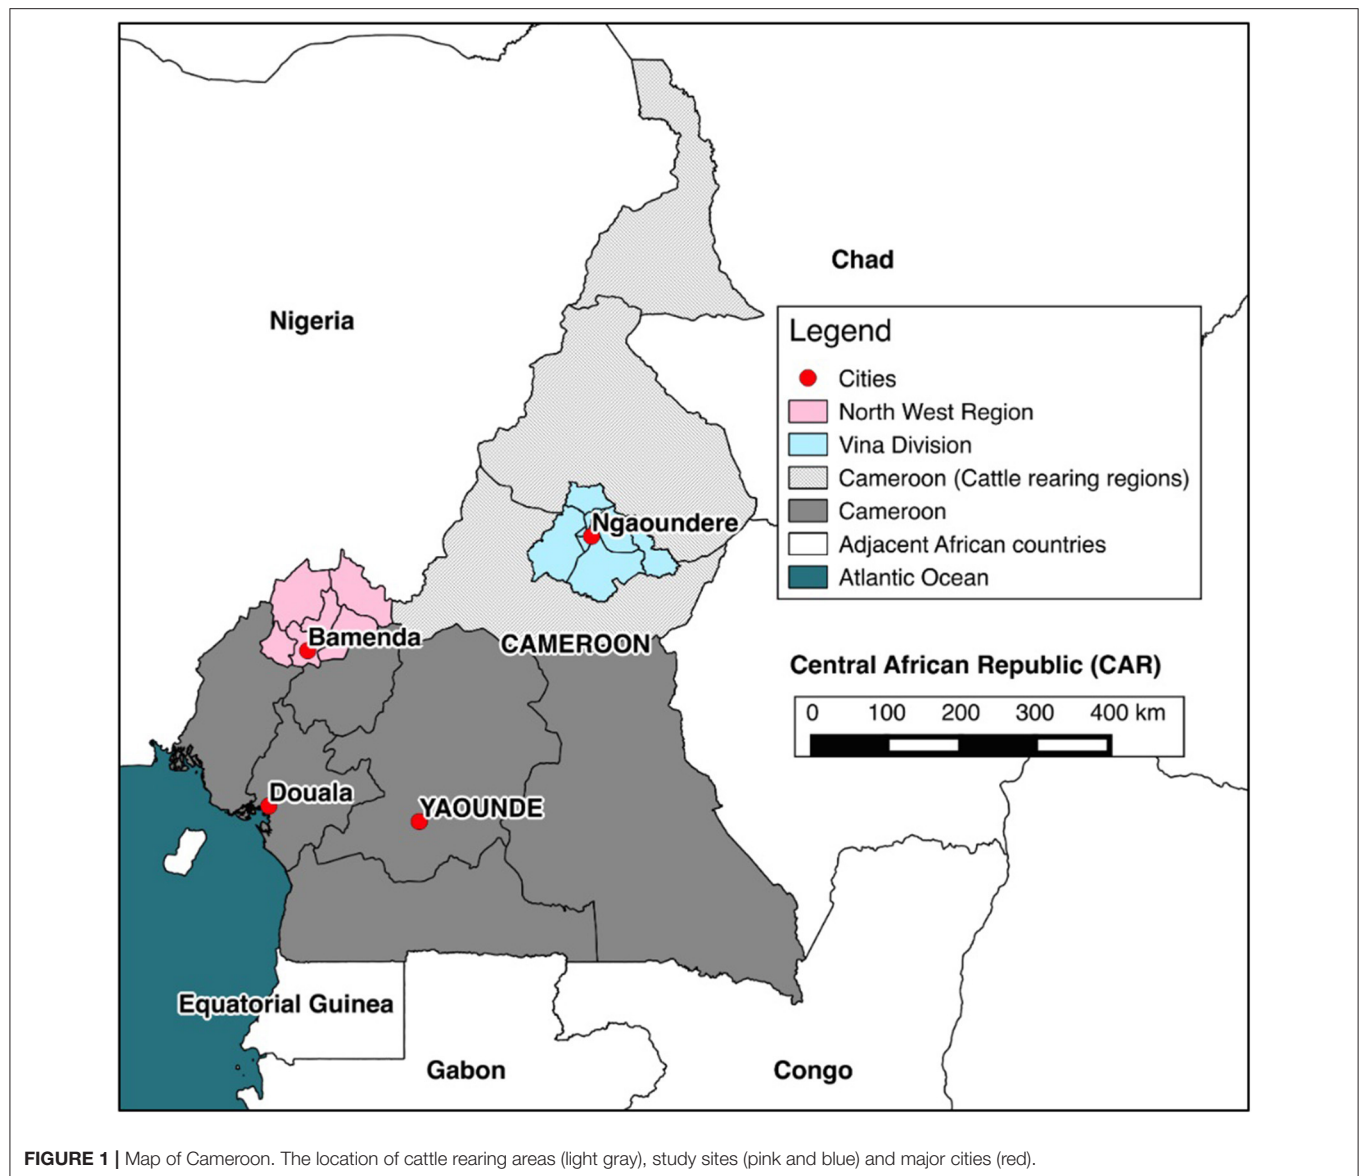 Chad
Nigeria
Legend
Cities
North West Region
Vina Division
Cameroon (Cattle rearing regions)
Cameroon
Adjacent African countries
Atlantic Ocean
Ngaoundere
Bamenda
CAMEROON
Central African Republic (CAR)
0 100 200 300 400 km
Douala
YAOUNDE
Equatorial Guinea
Gabon
Congo
FIGURE 1 | Map of Cameroon. The location of cattle rearing areas (light gray), study sites (pink and blue) and major cities (red).